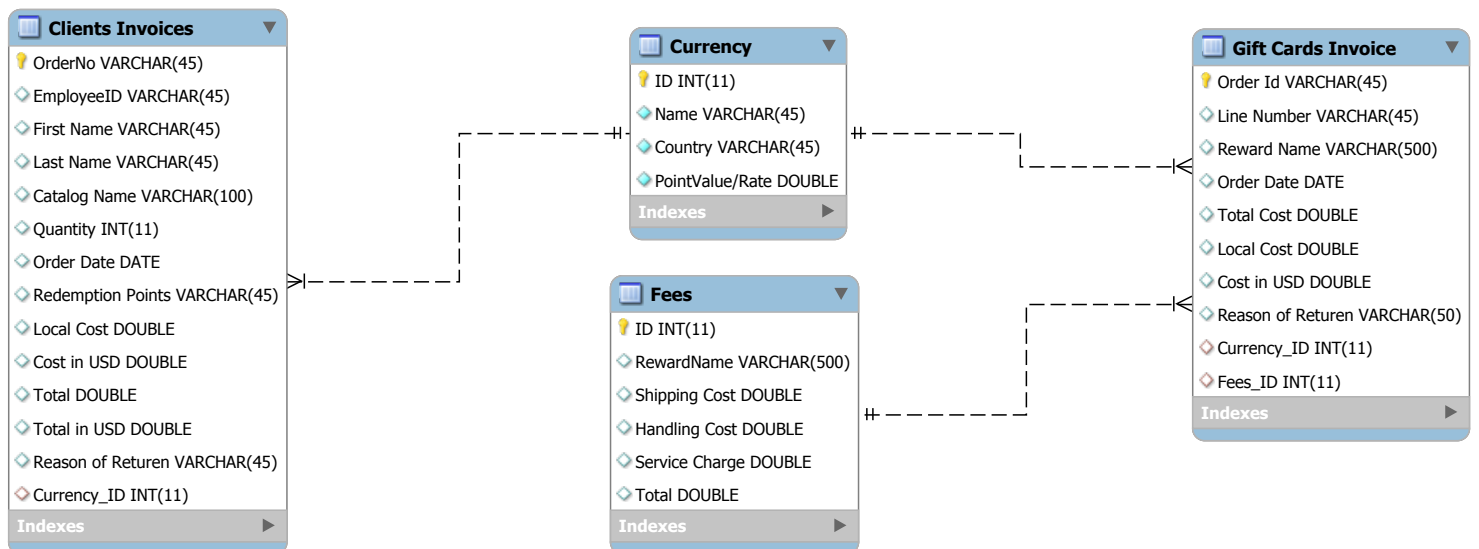 Clients Invoices
OrderNo VARCHAR(45)
EmployeeID VARCHAR(45)
First Name VARCHAR(45)
Last Name VARCHAR(45)
Catalog Name VARCHAR(100)
Quantity INT(11)
Order Date DATE
Redemption Points VARCHAR(45)
Local Cost DOUBLE
Cost in USD DOUBLE
Total DOUBLE
Total in USD DOUBLE
Reason of Returen VARCHAR(45)
Currency_ID INT(11)
Indexes
Currency
ID INT(11)
Name VARCHAR(45)
Country VARCHAR(45)
PointValue/Rate DOUBLE
Indexes
Fees
ID INT(11)
RewardName VARCHAR(500)
Shipping Cost DOUBLE
Handling Cost DOUBLE
Service Charge DOUBLE
Total DOUBLE
Indexes
Gift Cards Invoice
Order Id VARCHAR(45)
Line Number VARCHAR(45)
Reward Name VARCHAR(500)
Order Date DATE
Total Cost DOUBLE
Local Cost DOUBLE
Cost in USD DOUBLE
Reason of Returen VARCHAR(50)
Currency_ID INT(11)
Fees_ID INT(11)
Indexes